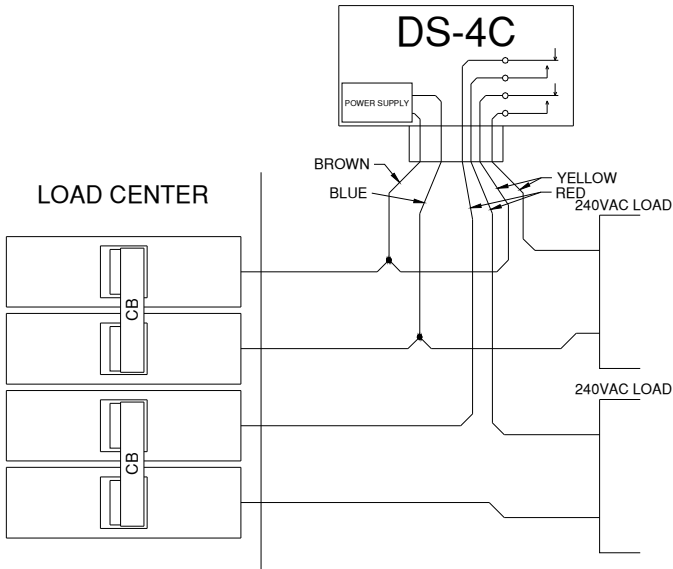 DS-4C
POWER SUPPLY
BROWN
BLUE
YELLOW
RED
LOAD CENTER
240VAC LOAD
CB
240VAC LOAD
CB